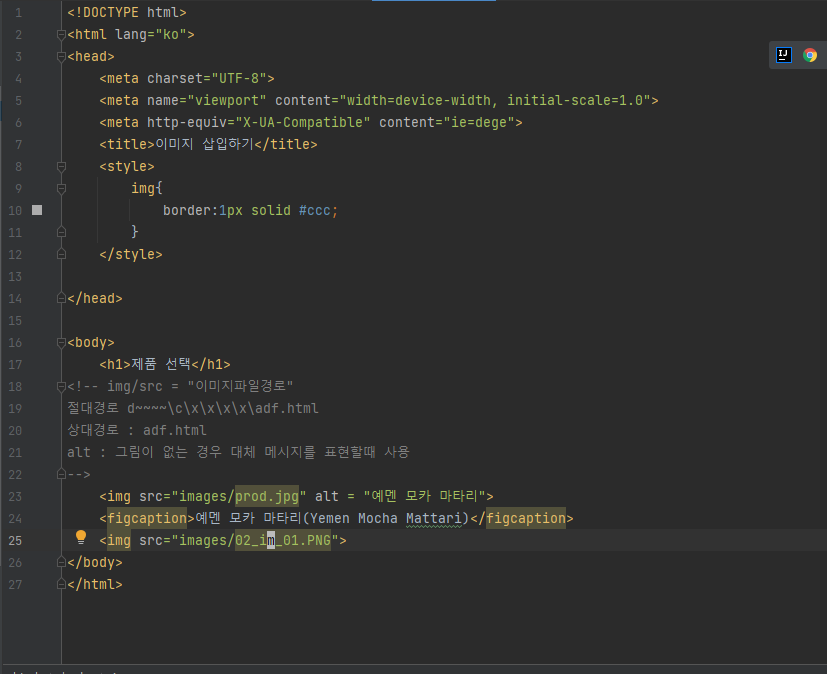 1 <!DOCTYPE html>
2 <html lang="ko">
3 <head>
4 <meta charset="UTF-8">
5 <meta name="viewport" content="width=device-width, initial-scale=1.0">
6 <meta http-equiv="X-UA-Compatible" content="ie=dege">
7 <title>이미지 삽입하기</title>
8 <style>
9 img{
10 border:1px solid #ccc;
11 }
12 </style>
13
14 </head>
15
16 <body>
17 <h1>제품 선택</h1>
18 <!-- img/src = "이미지파일경로"
19 절대경로 d~~~~\c\x\x\x\x\adf.html
20 상대경로 : adf.html
21 alt : 그림이 없는 경우 대체 메시지를 표현할때 사용
22 -->
23 <img src="images/prod.jpg" alt = "예멘 모카 마타리">
24 <figcaption>예멘 모카 마타리(Yemen Mocha Mattari)</figcaption>
25 <img src="images/02_im_01.PNG">
26 </body>
27 </html>
IJ